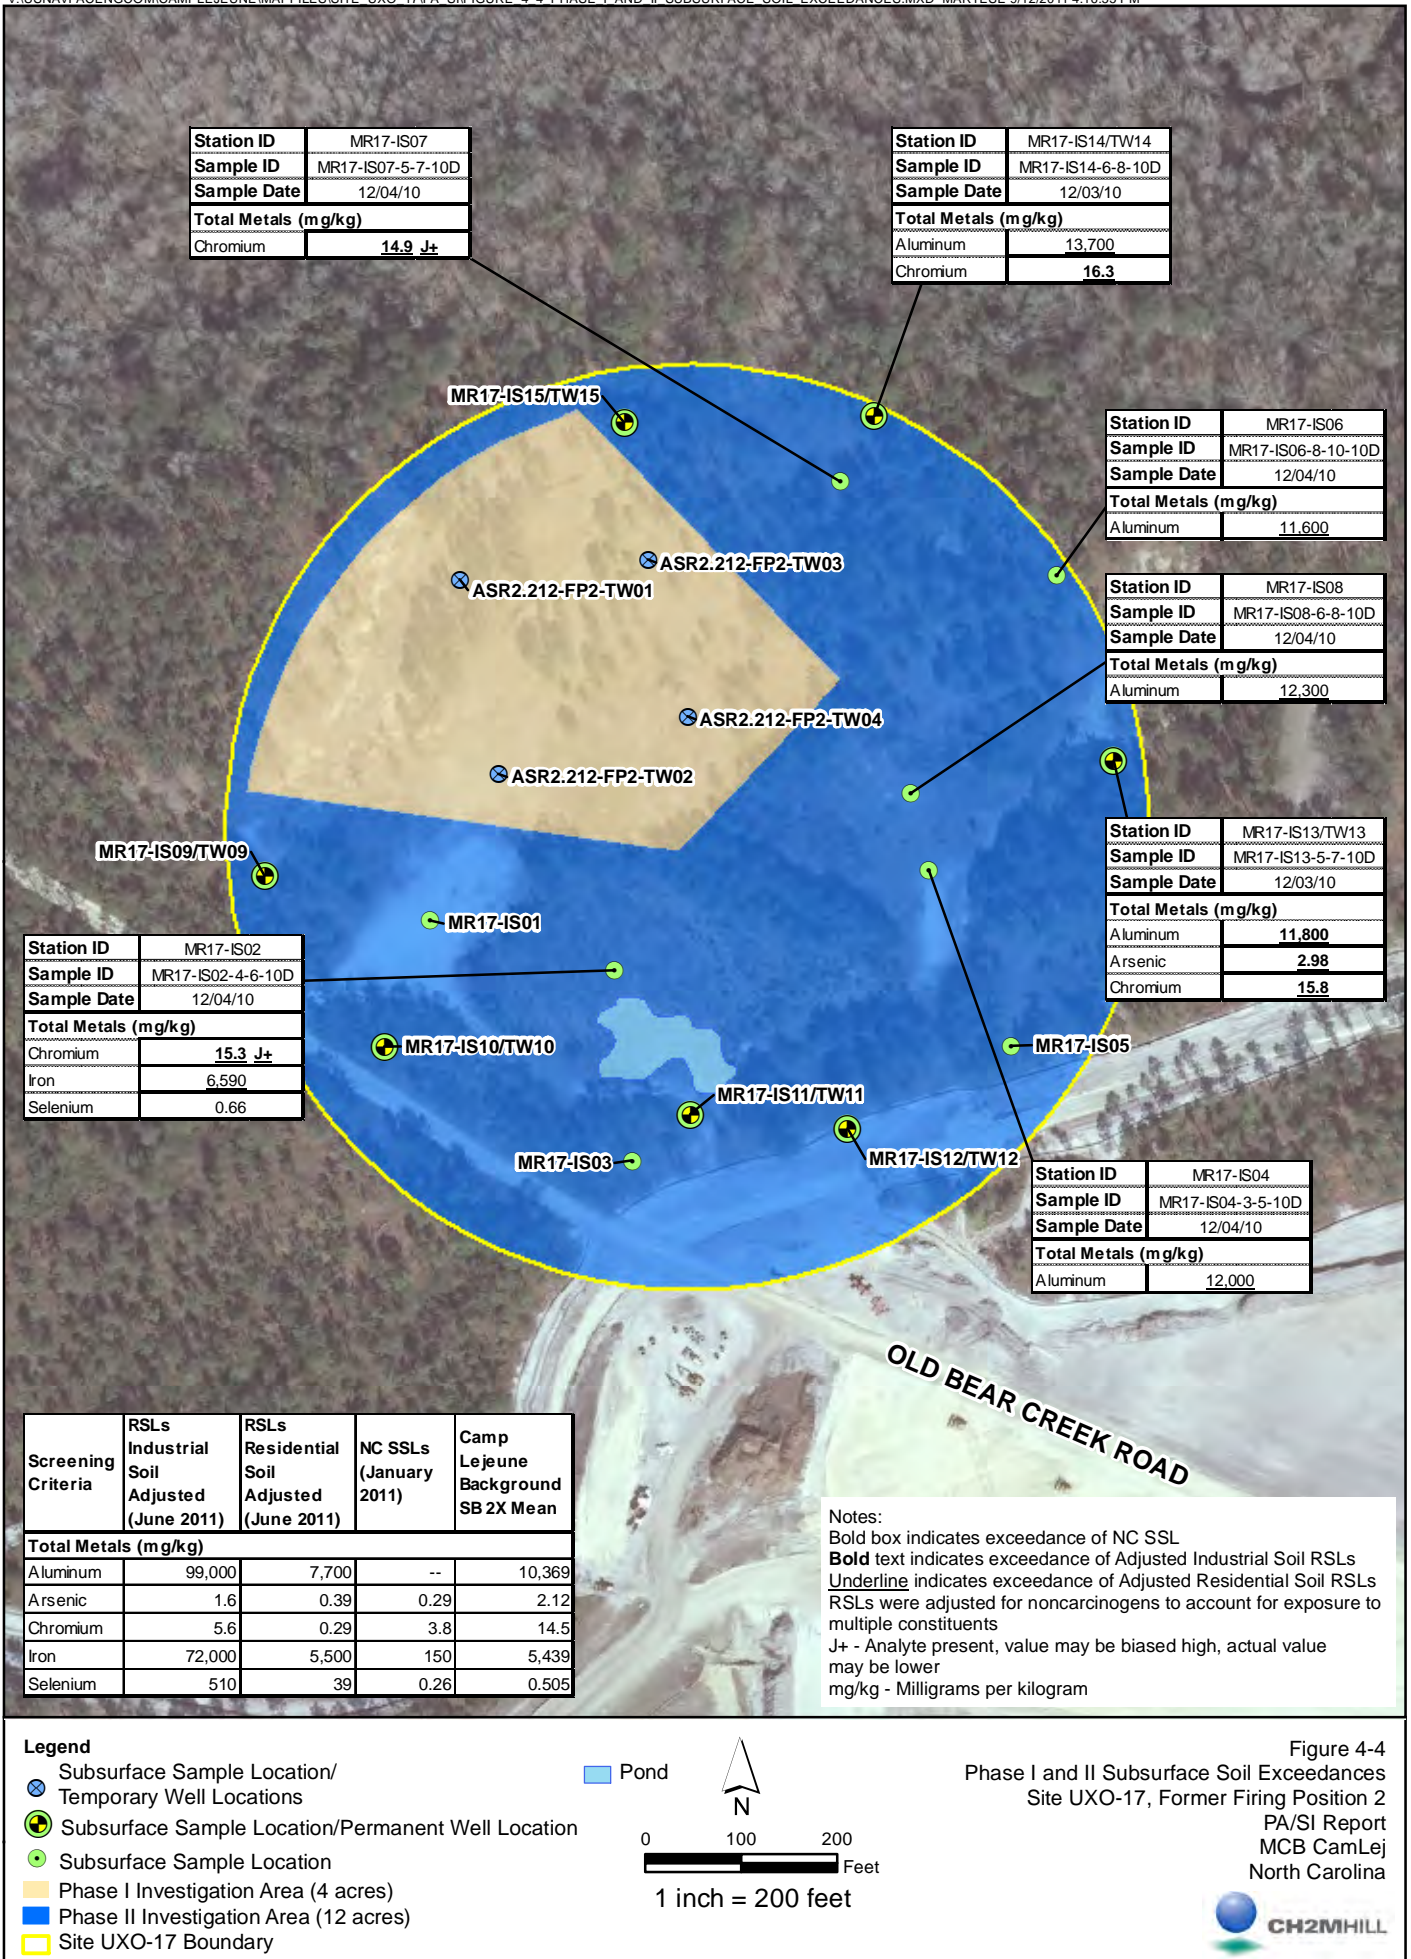 Station ID MR17-IS07
Sample ID MR17-IS07-5-7-10D
Sample Date 12/04/10
Total Metals (mg/kg)
Chromium 14.9 J+
Station ID MR17-IS14/TW14
Sample ID MR17-IS14-6-8-10D
Sample Date 12/03/10
Total Metals (mg/kg)
Aluminum 13,700
Chromium 16.3
MR17-IS15/TW15
Station ID MR17-IS06
Sample ID MR17-IS06-8-10-10D
Sample Date 12/04/10
Total Metals (mg/kg)
Aluminum 11,600
ASR2.212-FP2-TW03
ASR2.212-FP2-TW01
Station ID MR17-IS08
Sample ID MR17-IS08-6-8-10D
Sample Date 12/04/10
Total Metals (mg/kg)
Aluminum 12,300
ASR2.212-FP2-TW04
ASR2.212-FP2-TW02
Station ID MR17-IS13/TW13
Sample ID MR17-IS13-5-7-10D
Sample Date 12/03/10
Total Metals (mg/kg)
Aluminum 11,800
Arsenic 2.98
Chromium 15.8
MR17-IS09/TW09
MR17-IS01
Station ID MR17-IS02
Sample ID MR17-IS02-4-6-10D
Sample Date 12/04/10
Total Metals (mg/kg)
Chromium 15.3 J+
Iron 6,590
Selenium 0.66
MR17-IS10/TW10
MR17-IS05
MR17-IS11/TW11
MR17-IS03
MR17-IS12/TW12
Station ID MR17-IS04
Sample ID MR17-IS04-3-5-10D
Sample Date 12/04/10
Total Metals (mg/kg)
Aluminum 12,000
OLD BEAR CREEK ROAD
Screening Criteria RSLs Industrial Soil Adjusted (June 2011) RSLs Residential Soil Adjusted (June 2011) NC SSLs (January 2011) Camp Lejeune Background SB 2X Mean
Total Metals (mg/kg)
Aluminum 99,000 7,700 -- 10,369
Arsenic 1.6 0.39 0.29 2.12
Chromium 5.6 0.29 3.8 14.5
Iron 72,000 5,500 150 5,439
Selenium 510 39 0.26 0.505
Notes:
Bold box indicates exceedance of NC SSL
Bold text indicates exceedance of Adjusted Industrial Soil RSLs
Underline indicates exceedance of Adjusted Residential Soil RSLs
RSLs were adjusted for noncarcinogens to account for exposure to
multiple constituents
J+ - Analyte present, value may be biased high, actual value
may be lower
mg/kg - Milligrams per kilogram
Legend
Subsurface Sample Location/
Temporary Well Locations
Subsurface Sample Location/Permanent Well Location
Subsurface Sample Location
Phase I Investigation Area (4 acres)
Phase II Investigation Area (12 acres)
Site UXO-17 Boundary
Pond
N
0 100 200
Feet
1 inch = 200 feet
Figure 4-4
Phase I and II Subsurface Soil Exceedances
Site UXO-17, Former Firing Position 2
PA/SI Report
MCB CamLej
North Carolina
CH2MHILL